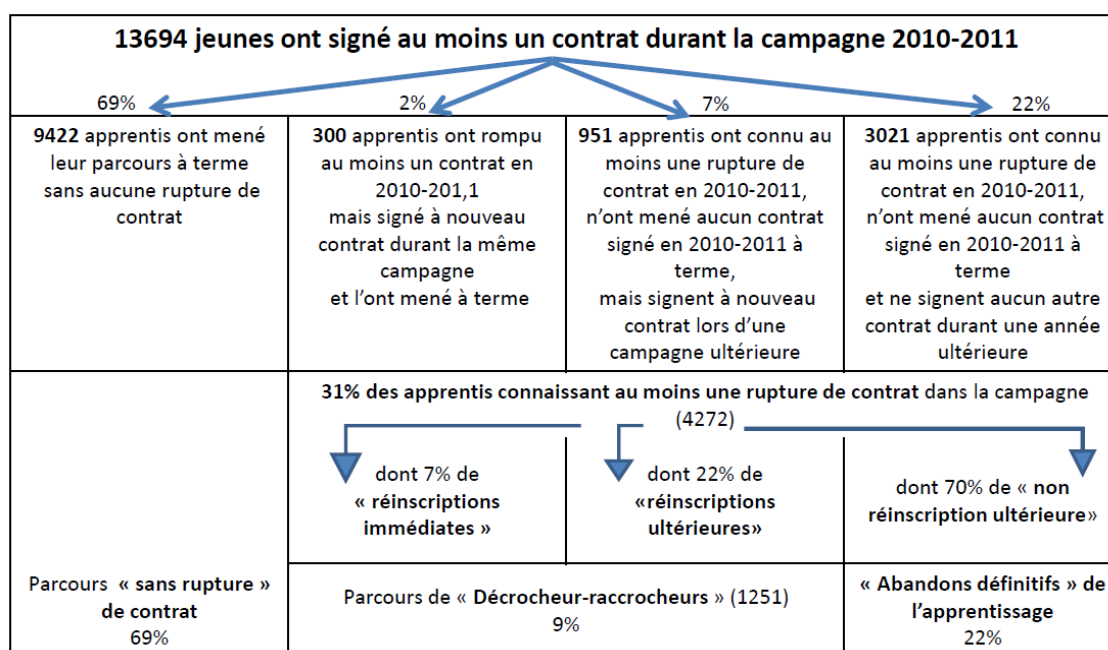 13694 jeunes ont signé au moins un contrat durant la campagne 2010-2011
69%
2%
7%
22%
9422 apprentis ont mené
leur parcours à terme
sans aucune rupture de
contrat
300 apprentis ont rompu
au moins un contrat en
2010-201,1
mais signé à nouveau
contrat durant la même
campagne
et l'ont mené à terme
951 apprentis ont connu au
moins une rupture de
contrat en 2010-2011,
n'ont mené aucun contrat
signé en 2010-2011 à
terme,
mais signent à nouveau
contrat lors d'une
campagne ultérieure
3021 apprentis ont connu
au moins une rupture de
contrat en 2010-2011,
n'ont mené aucun contrat
signé en 2010-2011 à
terme
et ne signent aucun autre
contrat durant une année
ultérieure
31% des apprentis connaissant au moins une rupture de contrat dans la campagne
(4272)
dont 7% de
« réinscriptions
immédiates »
dont 22% de
«réinscriptions
ultérieures»
dont 70% de « non
réinscription ultérieure»
Parcours « sans rupture »
de contrat
69%
Parcours de « Décrocheur-raccrocheurs » (1251)
9%
« Abandons définitifs » de
l'apprentissage
22%